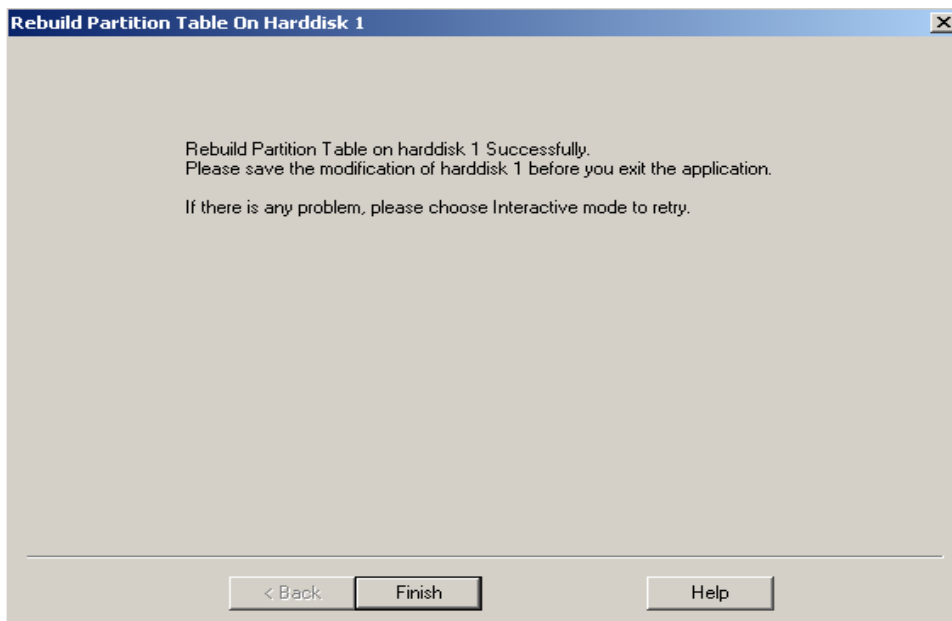 Rebuild Partition Table On Harddisk 1
Rebuild Partition Table on harddisk 1 Successfully.
Please save the modification of harddisk 1 before you exit the application.
If there is any problem, please choose Interactive mode to retry.
< Back
Finish
Help